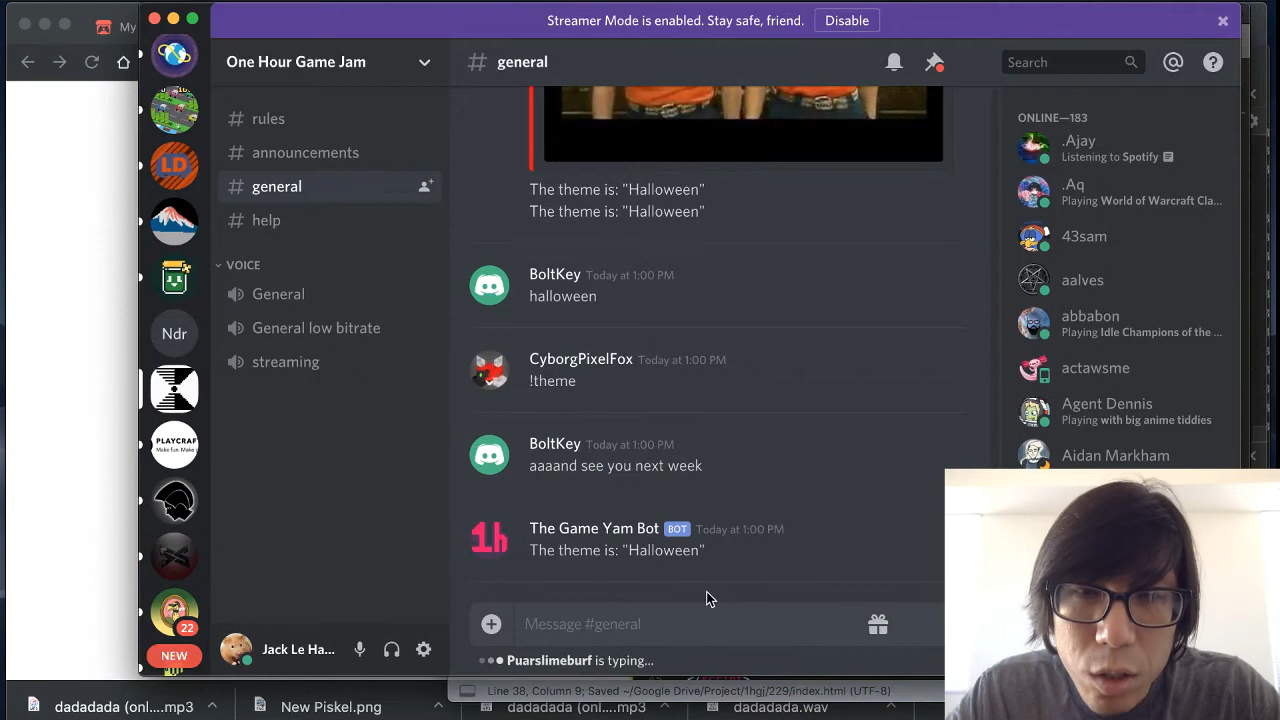 My
Streamer Mode is enabled. Stay safe, friend.
Disable
One Hour Game Jam
# general
Search
# rules
# announcements
# general
# help
VOICE
General
General low bitrate
streaming
LD
Ndr
PLAYCRAF
Make fun. Make
22
NEW
Jack Le Ha...
The theme is: "Halloween"
The theme is: "Halloween"
BoltKey Today at 1:00 PM
halloween
CyborgPixelFox Today at 1:00 PM
!theme
BoltKey Today at 1:00 PM
aaaand see you next week
1h
The Game Yam Bot BOT Today at 1:00 PM
The theme is: "Halloween"
Message #general
Puarslimeburf is typing...
ONLINE—183
.Ajay
Listening to Spotify
.Aq
Playing World of Warcraft Cla...
43sam
aalves
abbabon
Playing Idle Champions of the ...
actawsme
Agent Dennis
Playing with big anime tiddies
Aidan Markham
Line 38, Column 9; Saved ~/Google Drive/Project/1hgj/229/index.html (UTF-8)
dadadada (onl....mp3
New Piskel.png
dadadada (onl....mp3
dadadada.wav